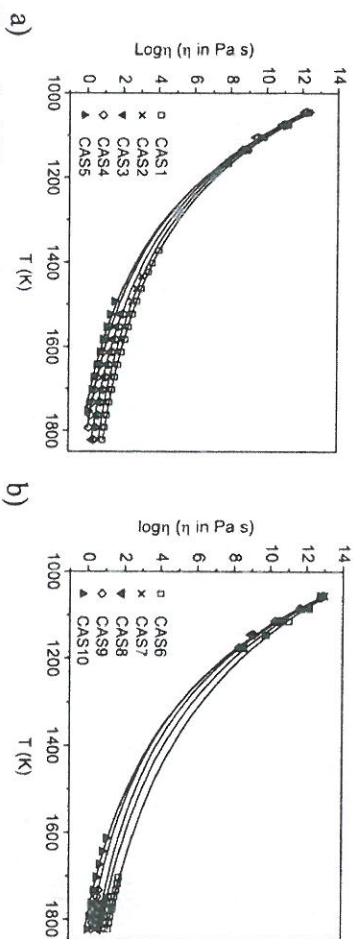 a)
Logη (η in Pa s)
14
12
10
8
6
4
2
0
CAS1
CAS2
CAS3
CAS4
CAS5
1000
1200
1400
1600
1800
T (K)
b)
logη (η in Pa s)
14
12
10
8
6
4
2
0
CAS6
CAS7
CAS8
CAS9
CAS10
1000
1200
1400
1600
1800
T (K)